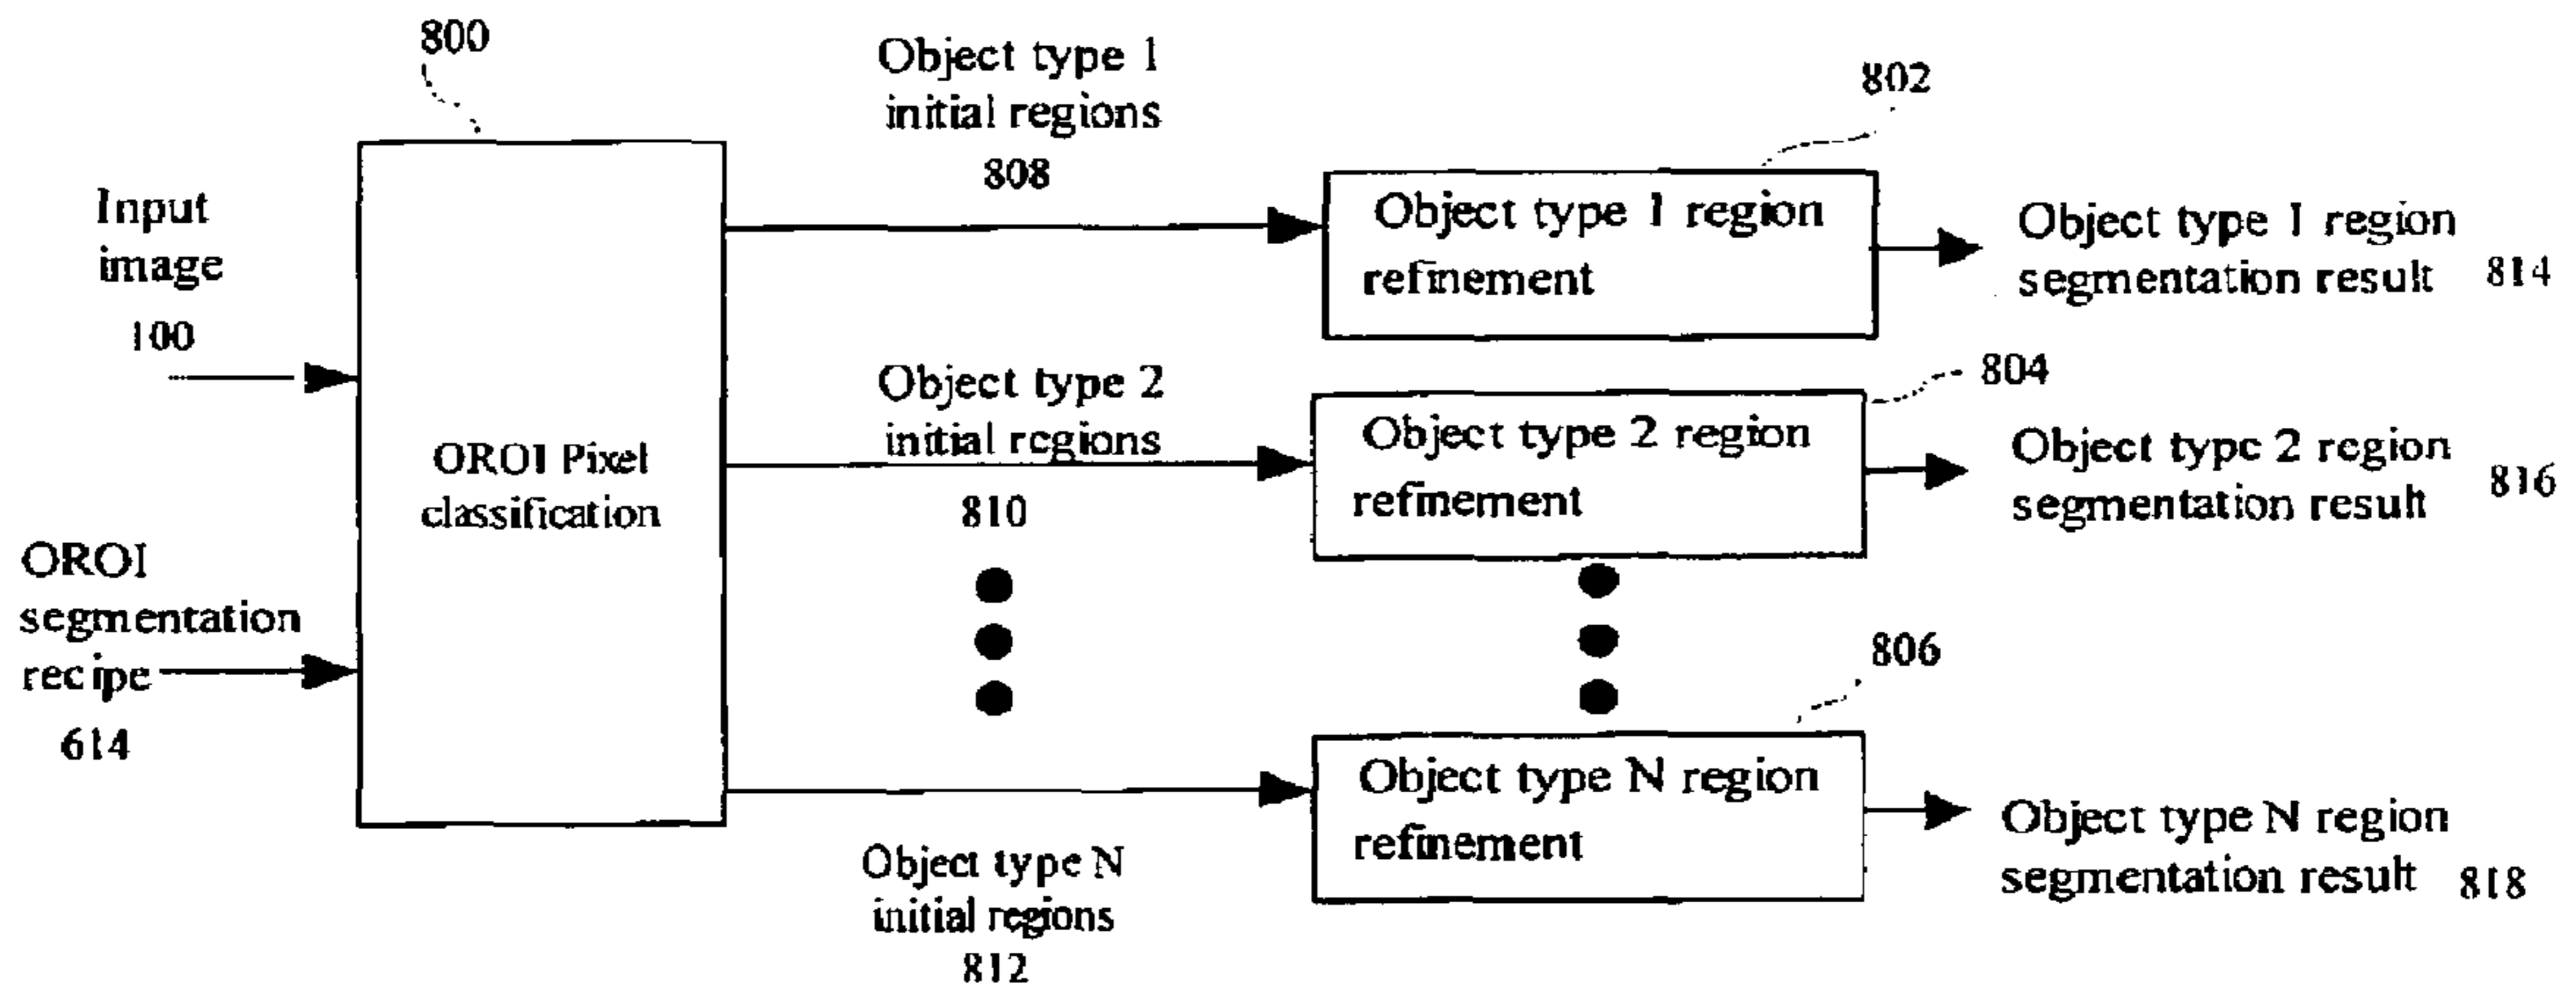 800
Object type 1
initial regions
808
802
Input
image
100
Object type 1 region
refinement
Object type 1 region
segmentation result 814
Object type 2
initial regions
810
804
Object type 2 region
refinement
Object type 2 region
segmentation result 816
OROI Pixel
classification
OROI
segmentation
recipe
614
806
Object type N region
refinement
Object type N region
segmentation result 818
Object type N
initial regions
812